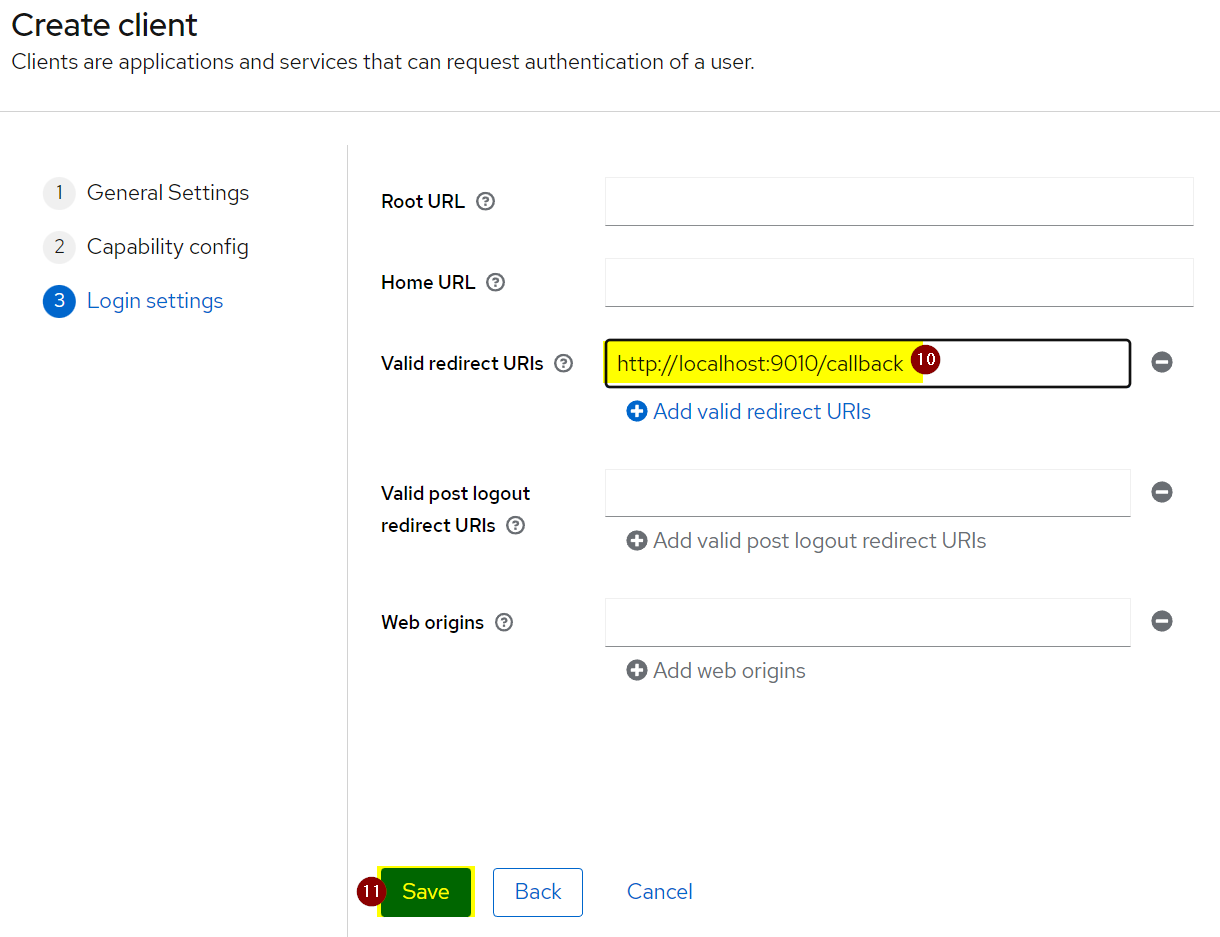 Create client
Clients are applications and services that can request authentication of a user.
1 General Settings
2 Capability config
3 Login settings
Root URL ?
Home URL ?
Valid redirect URIs ? http://localhost:9010/callback 10
Add valid redirect URIs
Valid post logout
redirect URIs ?
Add valid post logout redirect URIs
Web origins ?
Add web origins
11 Save Back Cancel